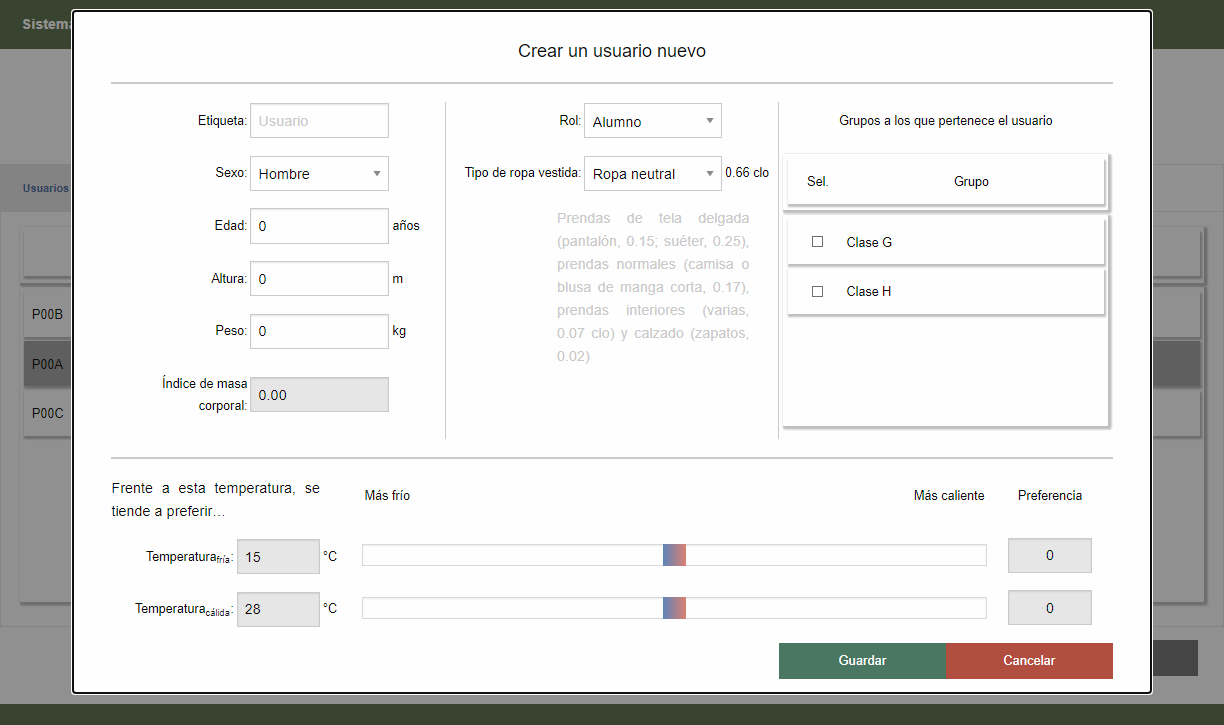 Sistema
Crear un usuario nuevo
Etiqueta: Usuario
Sexo: Hombre
Edad: 0 años
Altura: 0 m
Peso: 0 kg
Índice de masa
corporal: 0.00
Rol: Alumno
Tipo de ropa vestida: Ropa neutral 0.66 clo
Prendas de tela delgada
(pantalón, 0.15; suéter, 0.25),
prendas normales (camisa o
blusa de manga corta, 0.17),
prendas interiores (varias,
0.07 clo) y calzado (zapatos,
0.02)
Grupos a los que pertenece el usuario
Sel. Grupo
Clase G
Clase H
Usuarios
P00B
P00A
P00C
Frente a esta temperatura, se
tiende a preferir…
Más frío Más caliente Preferencia
Temperaturafría: 15 °C 0
Temperaturacálida: 28 °C 0
Guardar Cancelar